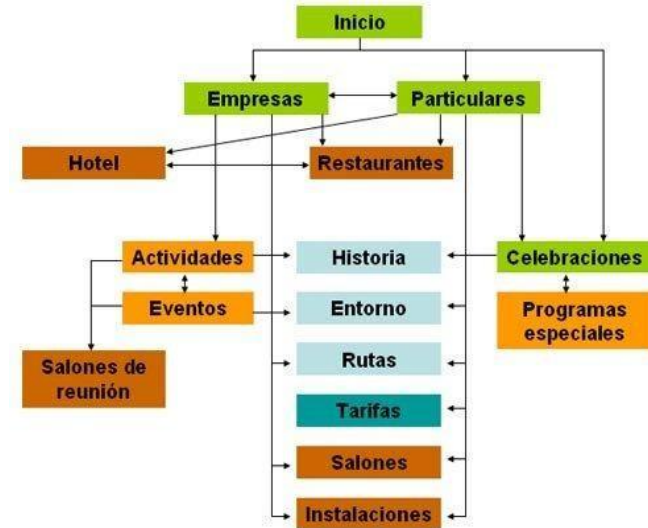 Inicio
Empresas
Particulares
Hotel
Restaurantes
Actividades
Historia
Celebraciones
Eventos
Entorno
Programas
especiales
Salones de
reunión
Rutas
Tarifas
Salones
Instalaciones